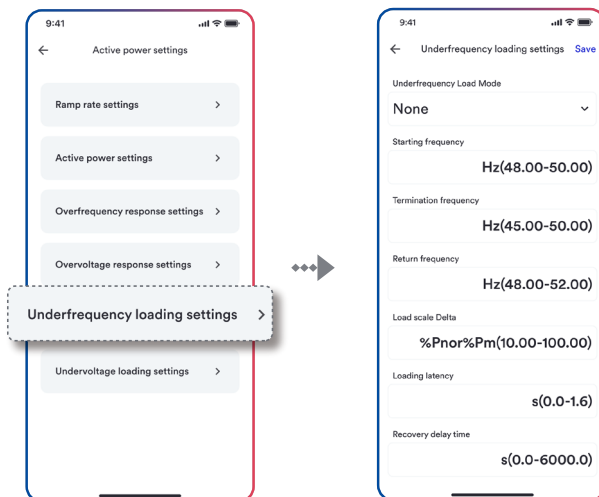 9:41
Active power settings
Ramp rate settings
Active power settings
Overfrequency response settings
Overvoltage response settings
Underfrequency loading settings
Undervoltage loading settings
9:41
Underfrequency loading settings Save
Underfrequency Load Mode
None
Starting frequency
Hz(48.00-50.00)
Termination frequency
Hz(45.00-50.00)
Return frequency
Hz(48.00-52.00)
Load scale Delta
%Pnor%Pm(10.00-100.00)
Loading latency
s(0.0-1.6)
Recovery delay time
s(0.0-6000.0)